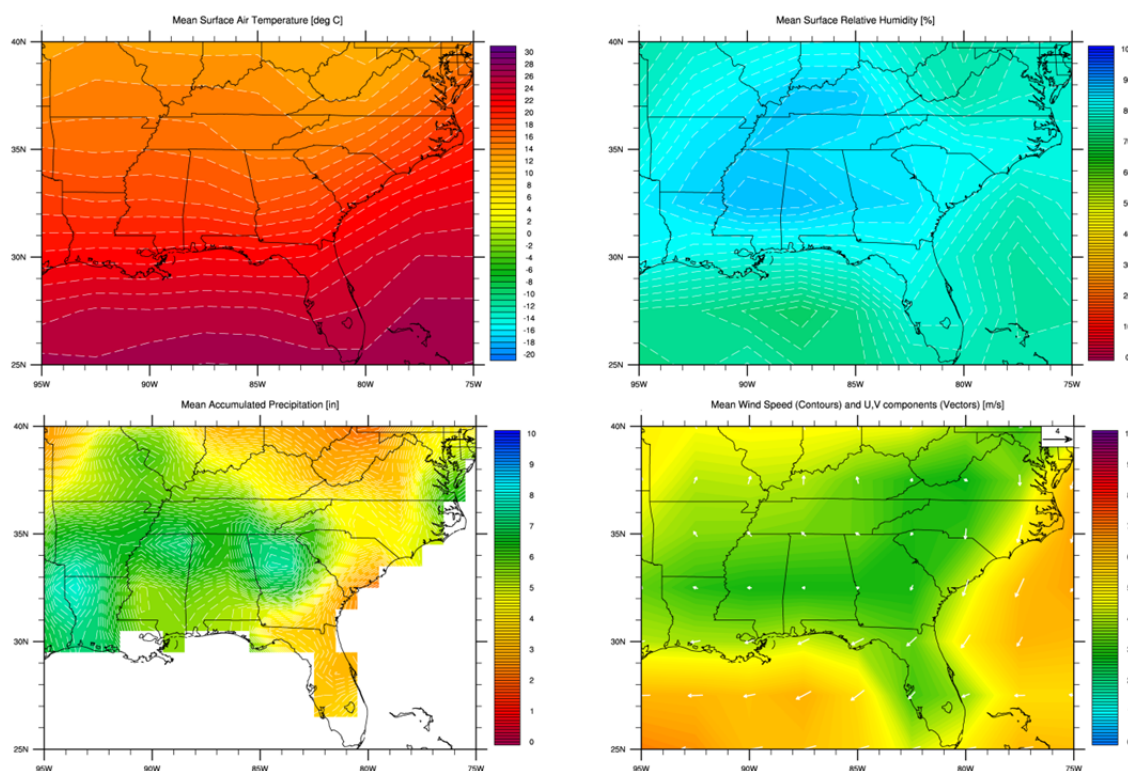 Mean Surface Air Temperature [deg C]
40N
35N
30N
25N
95W 90W 85W 80W 75W
30
28
26
24
22
20
18
16
14
12
10
8
6
4
2
0
-2
-4
-6
-8
-10
-12
-14
-16
-18
-20
Mean Surface Relative Humidity [%]
40N
35N
30N
25N
95W 90W 85W 80W 75W
Mean Accumulated Precipitation [in]
40N
35N
30N
25N
95W 90W 85W 80W 75W
10
9
8
7
6
5
4
3
2
1
0
Mean Wind Speed (Contours) and U,V components (Vectors) [m/s]
4
40N
35N
30N
25N
95W 90W 85W 80W 75W